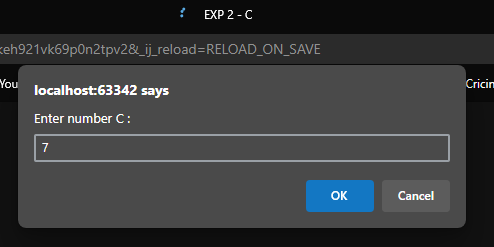 EXP 2 - C
keh921vk69p0n2tpv2&_ij_reload=RELOAD_ON_SAVE
You
Cricin
localhost:63342 says
Enter number C :
7
OK
Cancel